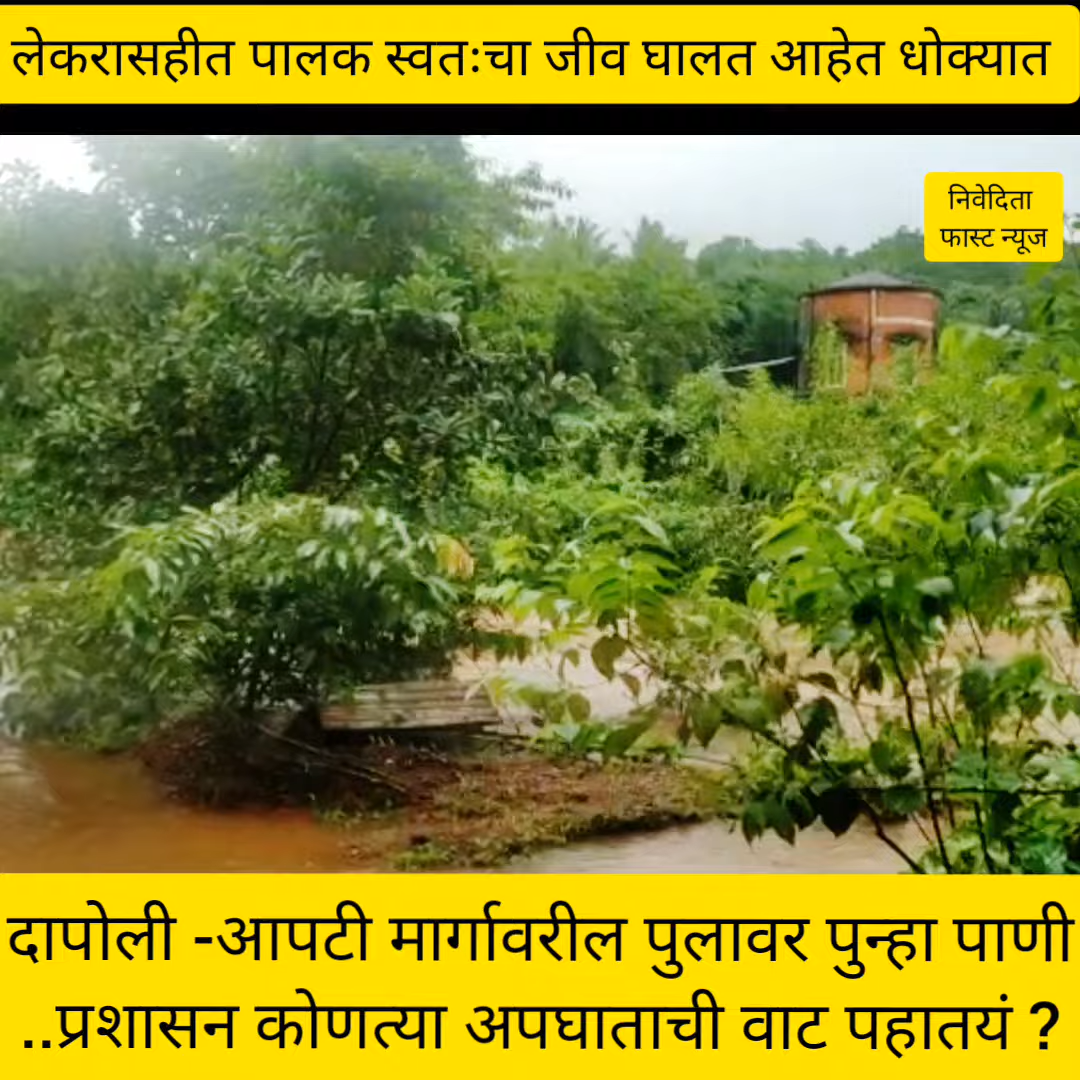 लेकरासहीत पालक स्वतःचा जीव घालत आहेत धोक्यात
निवेदिता
फास्ट न्यूज
दापोली -आपटी मार्गावरील पुलावर पुन्हा पाणी
..प्रशासन कोणत्या अपघाताची वाट पहातयं ?